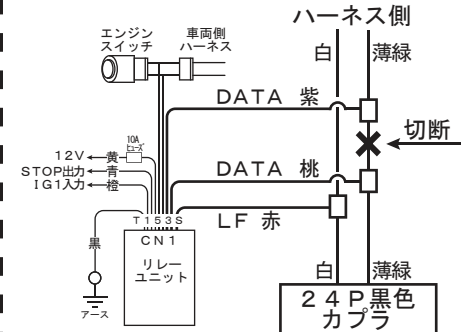 ハーネス側
エンジン
スイッチ
車両側
ハーネス
白
薄緑
DATA 紫
切断
10A
ヒューズ
12V
黄
STOP出力
青
IG1入力
橙
DATA 桃
LF 赤
T153S
CN1
黒
リレー
ユニット
アース
白
薄緑
24P黒色
カプラ